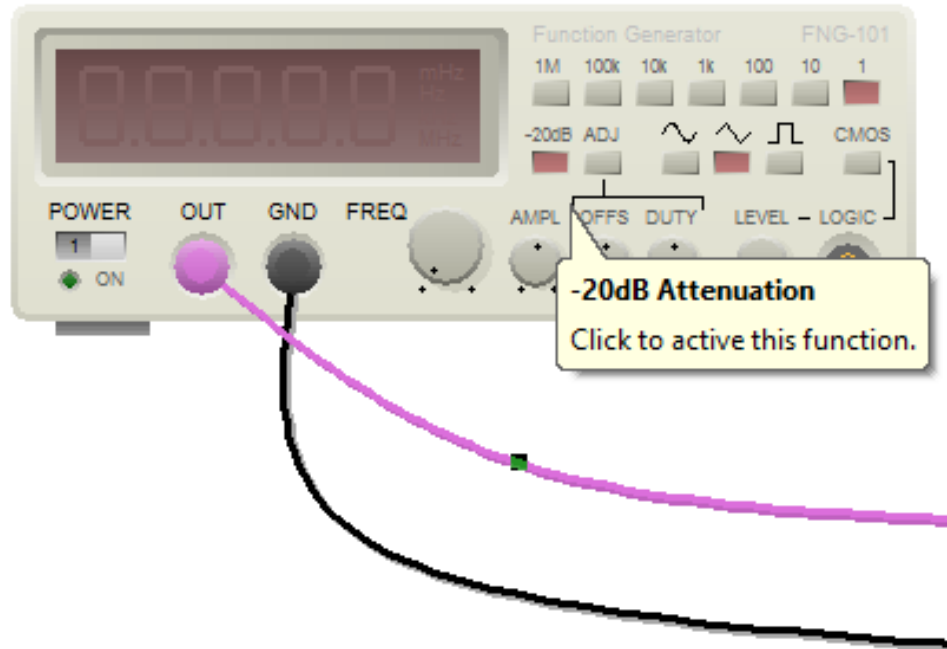 Function Generator FNG-101
1M 100k 10k 1k 100 10 1
mHz
Hz
MHz
-20dB ADJ CMOS
POWER OUT GND FREQ AMPL OFFS DUTY LEVEL LOGIC
1
ON
-20dB Attenuation
Click to active this function.